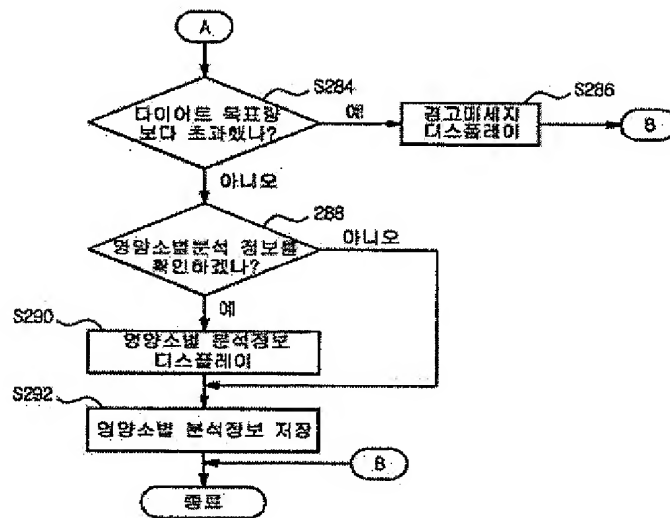 A
S284
다이어트 목표량
보다 초과했나?
예
S286
경고메세지
디스플레이
B
아니오
288
영양소별분석 정보를
확인하겠나?
아니오
예
S290
영양소별 분석정보
디스플레이
S292
영양소별 분석정보 저장
B
종료